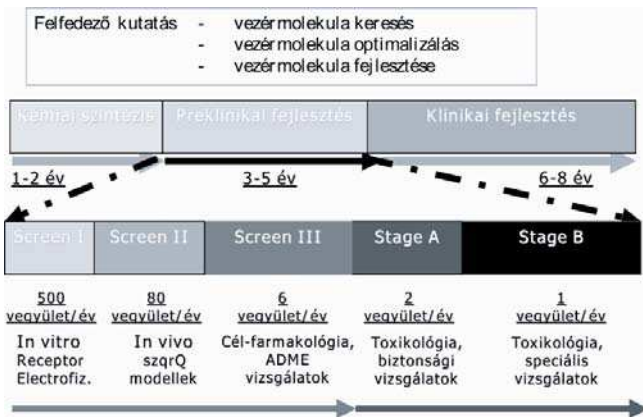 Felfedező kutatás - vezérmolekula keresés
- vezérmolekula optimalizálás
- vezérmolekula fejlesztése
Kémiai szintézis Preklinikai fejlesztés Klinikai fejlesztés
1-2 év 3-5 év 6-8 év
Screen I Screen II Screen III Stage A Stage B
500 80 6 2 1
vegyület/év vegyület/év vegyület/év vegyület/év vegyület/év
In vitro In vivo Cél-farmakológia, Toxikológia, Toxikológia,
Receptor szqrQ ADME biztonsági speciális
Electrofiz. modellek vizsgálatok vizsgálatok vizsgálatok